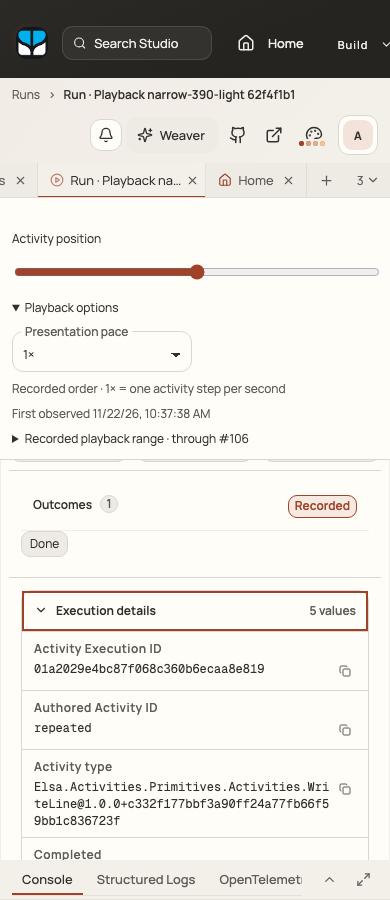 Search Studio
Home
Build
Runs > Run · Playback narrow-390-light 62f4f1b1
Weaver
A
s
Run · Playback na...
Home
3
Activity position
Playback options
Presentation pace
1×
Recorded order · 1× = one activity step per second
First observed 11/22/26, 10:37:38 AM
Recorded playback range · through #106
Outcomes 1
Recorded
Done
Execution details
5 values
Activity Execution ID
01a2029e4bc87f068c360b6ecaa8e819
Authored Activity ID
repeated
Activity type
Elsa.Activities.Primitives.Activities.Wri
teLine@1.0.0+c332f177bbf3a90ff24a77fb66f5
9bb1c836723f
Completed
Console
Structured Logs
OpenTelemet